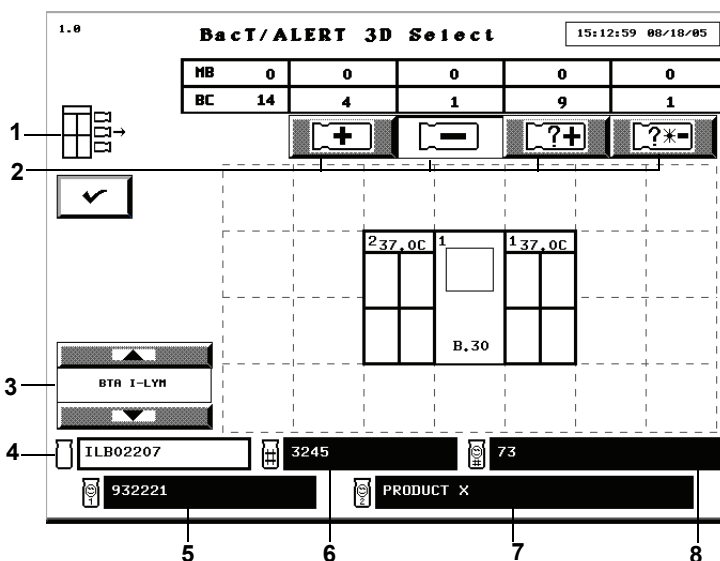 1.0 BacT/ALERT 3D Select 15:12:59 08/18/05
MB 0 0 0 0 0
BC 14 4 1 9 1
1
+ − ?+ ?*-
2
2 37.0C 1 1 37.0C
B.30
3 BTA I-LYM
4 ILB02207 # 3245 # 73
1 932221 2 PRODUCT X
5 6 7 8